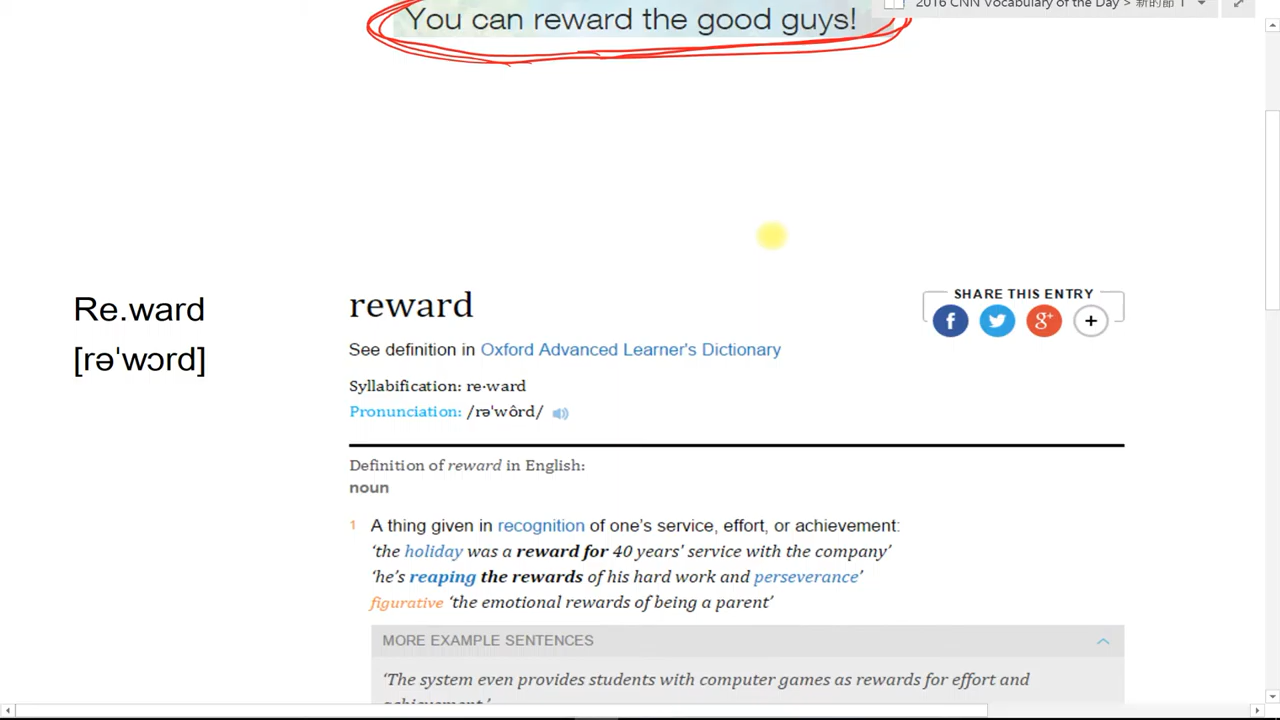 You can reward the good guys!
2016 CNN Vocabulary of the Day > 新的節 1
Re.ward
[rəˈwɔrd]
reward
SHARE THIS ENTRY
See definition in Oxford Advanced Learner's Dictionary
Syllabification: re·ward
Pronunciation: /rəˈwôrd/
Definition of reward in English:
noun
1 A thing given in recognition of one's service, effort, or achievement:
‘the holiday was a reward for 40 years' service with the company’
‘he's reaping the rewards of his hard work and perseverance’
figurative ‘the emotional rewards of being a parent’
MORE EXAMPLE SENTENCES
‘The system even provides students with computer games as rewards for effort and
achievement.’